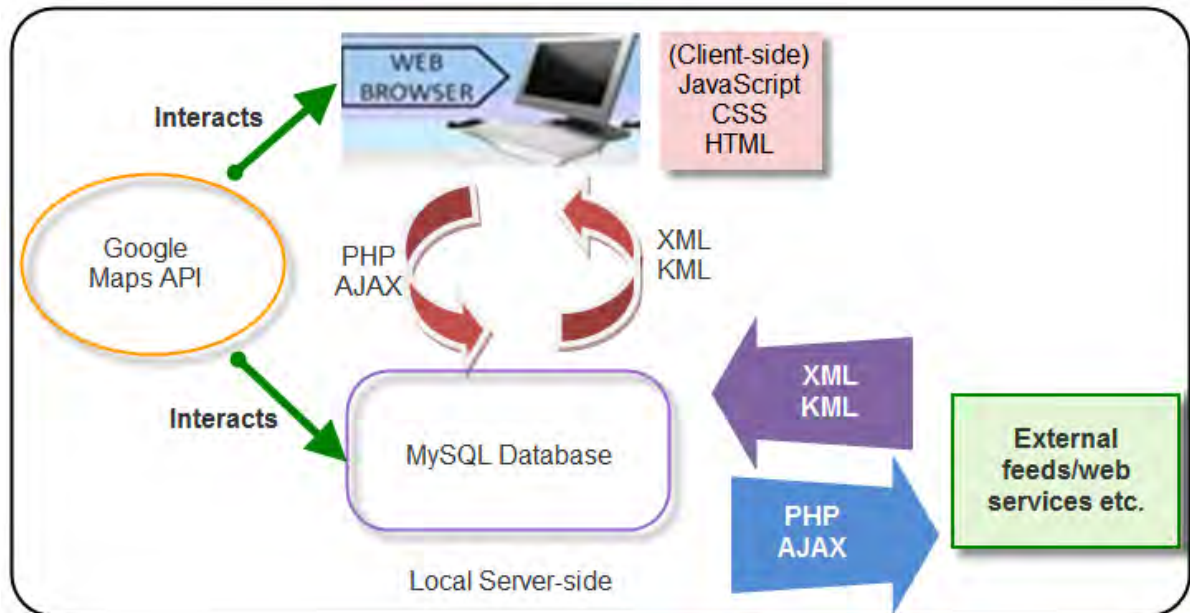 WEB
BROWSER
(Client-side)
JavaScript
CSS
HTML
Interacts
Google
Maps API
PHP
AJAX
XML
KML
Interacts
MySQL Database
XML
KML
External
feeds/web
services etc.
PHP
AJAX
Local Server-side